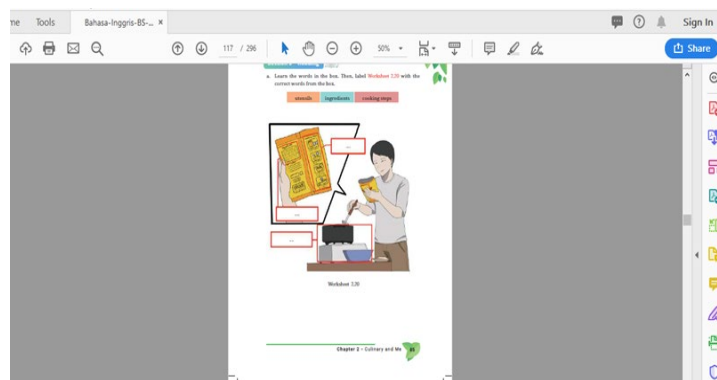 Tools
Bahasa-Inggris-BS-... ×
Sign In
117 / 296
50%
Share
a. Learn the words in the box. Then, label Worksheet 2.20 with the
correct words from the box.
utensils ingredients cooking steps
...
...
...
Worksheet 2.20
Chapter 2 - Culinary and Me